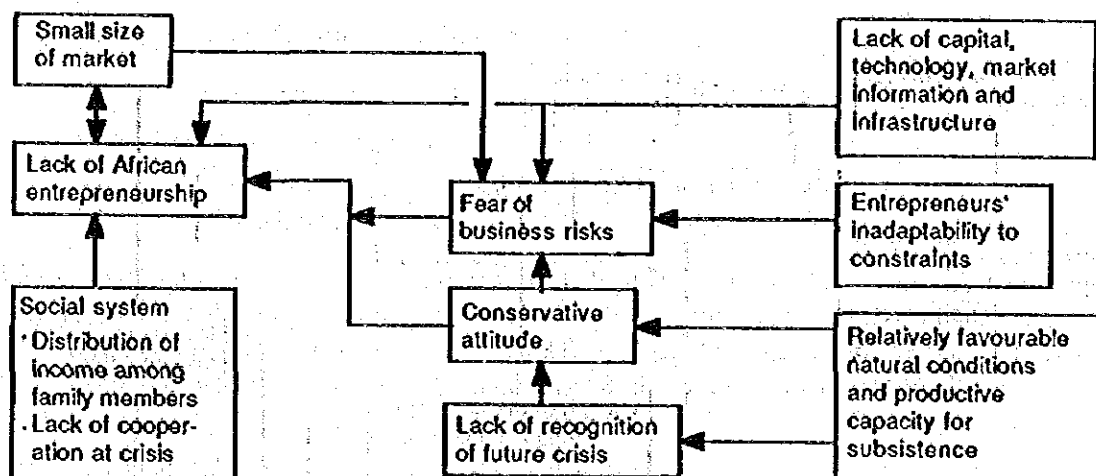 Small size
of market
Lack of capital,
technology, market
information and
infrastructure
Lack of African
entrepreneurship
Fear of
business risks
Entrepreneurs'
inadaptability to
constraints
Social system
· Distribution of
income among
family members
· Lack of cooper-
ation at crisis
Conservative
attitude
Relatively favourable
natural conditions
and productive
capacity for
subsistence
Lack of recognition
of future crisis